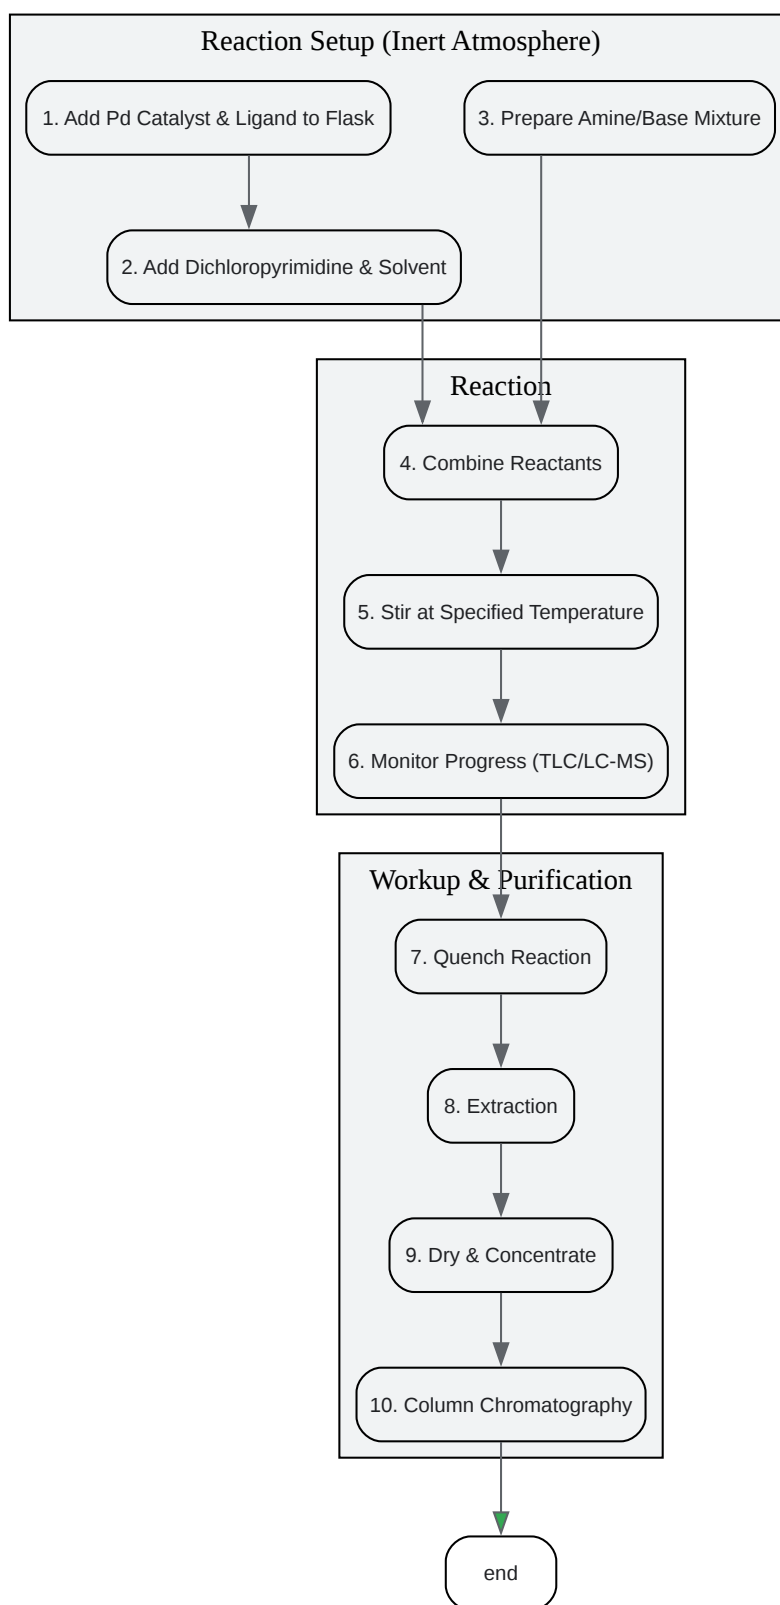 Reaction Setup (Inert Atmosphere)
1. Add Pd Catalyst & Ligand to Flask
3. Prepare Amine/Base Mixture
2. Add Dichloropyrimidine & Solvent
Reaction
4. Combine Reactants
5. Stir at Specified Temperature
6. Monitor Progress (TLC/LC-MS)
Workup & Purification
7. Quench Reaction
8. Extraction
9. Dry & Concentrate
10. Column Chromatography
end